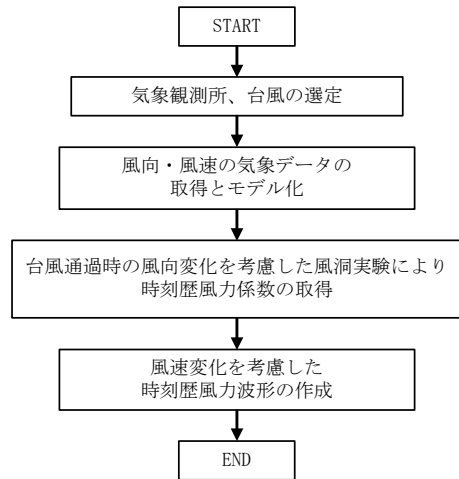 START
気象観測所、台風の選定
風向・風速の気象データの
取得とモデル化
台風通過時の風向変化を考慮した風洞実験により
時刻歴風力係数の取得
風速変化を考慮した
時刻歴風力波形の作成
END